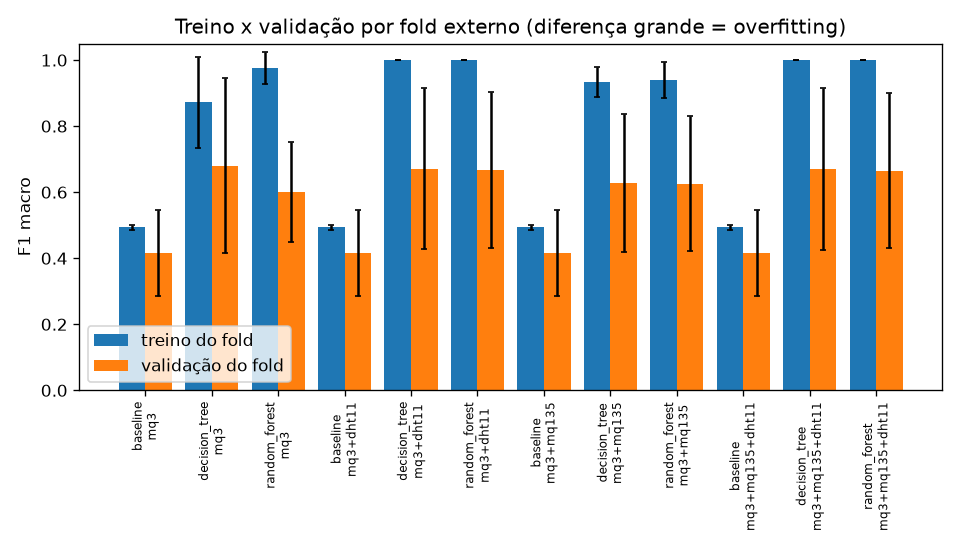 Treino x validação por fold externo (diferença grande = overfitting)
F1 macro
1.0
0.8
0.6
0.4
0.2
0.0
treino do fold
validação do fold
baseline
mq3
decision_tree
mq3
random_forest
mq3
baseline
mq3+dht11
decision_tree
mq3+dht11
random_forest
mq3+dht11
baseline
mq3+mq135
decision_tree
mq3+mq135
random_forest
mq3+mq135
baseline
mq3+mq135+dht11
decision_tree
mq3+mq135+dht11
random_forest
mq3+mq135+dht11